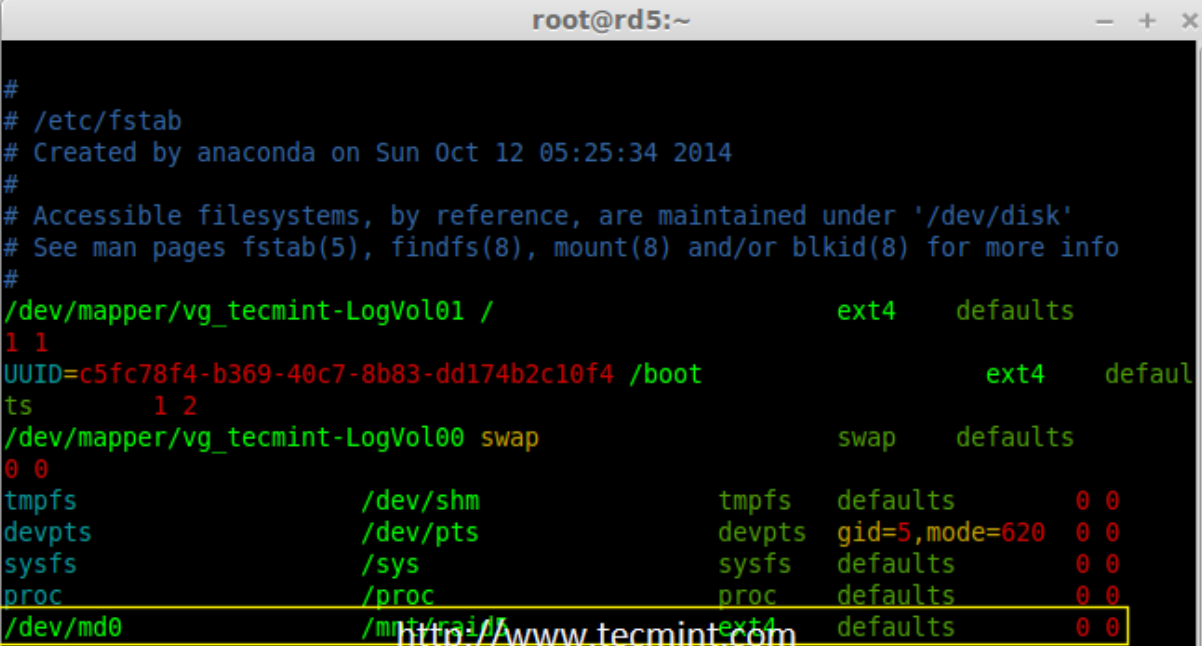 root@rd5:~
#
# /etc/fstab
# Created by anaconda on Sun Oct 12 05:25:34 2014
#
# Accessible filesystems, by reference, are maintained under '/dev/disk'
# See man pages fstab(5), findfs(8), mount(8) and/or blkid(8) for more info
#
/dev/mapper/vg_tecmint-LogVol01 / ext4 defaults
1 1
UUID=c5fc78f4-b369-40c7-8b83-dd174b2c10f4 /boot ext4 defaul
ts 1 2
/dev/mapper/vg_tecmint-LogVol00 swap swap defaults
0 0
tmpfs /dev/shm tmpfs defaults 0 0
devpts /dev/pts devpts gid=5,mode=620 0 0
sysfs /sys sysfs defaults 0 0
proc /proc proc defaults 0 0
/dev/md0 /mnt/raid5 ext4 defaults 0 0
http://www.tecmint.com